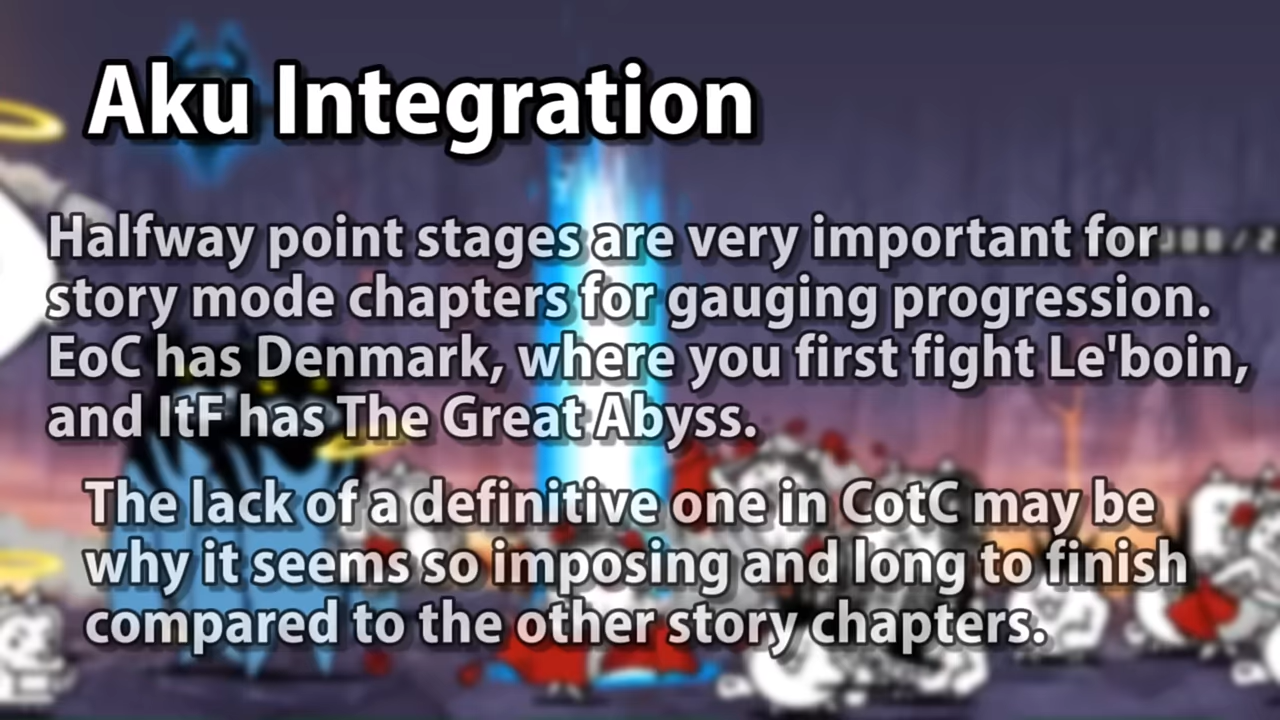 Aku Integration
Halfway point stages are very important for
story mode chapters for gauging progression.
EoC has Denmark, where you first fight Le'boin,
and ItF has The Great Abyss.
The lack of a definitive one in CotC may be
why it seems so imposing and long to finish
compared to the other story chapters.